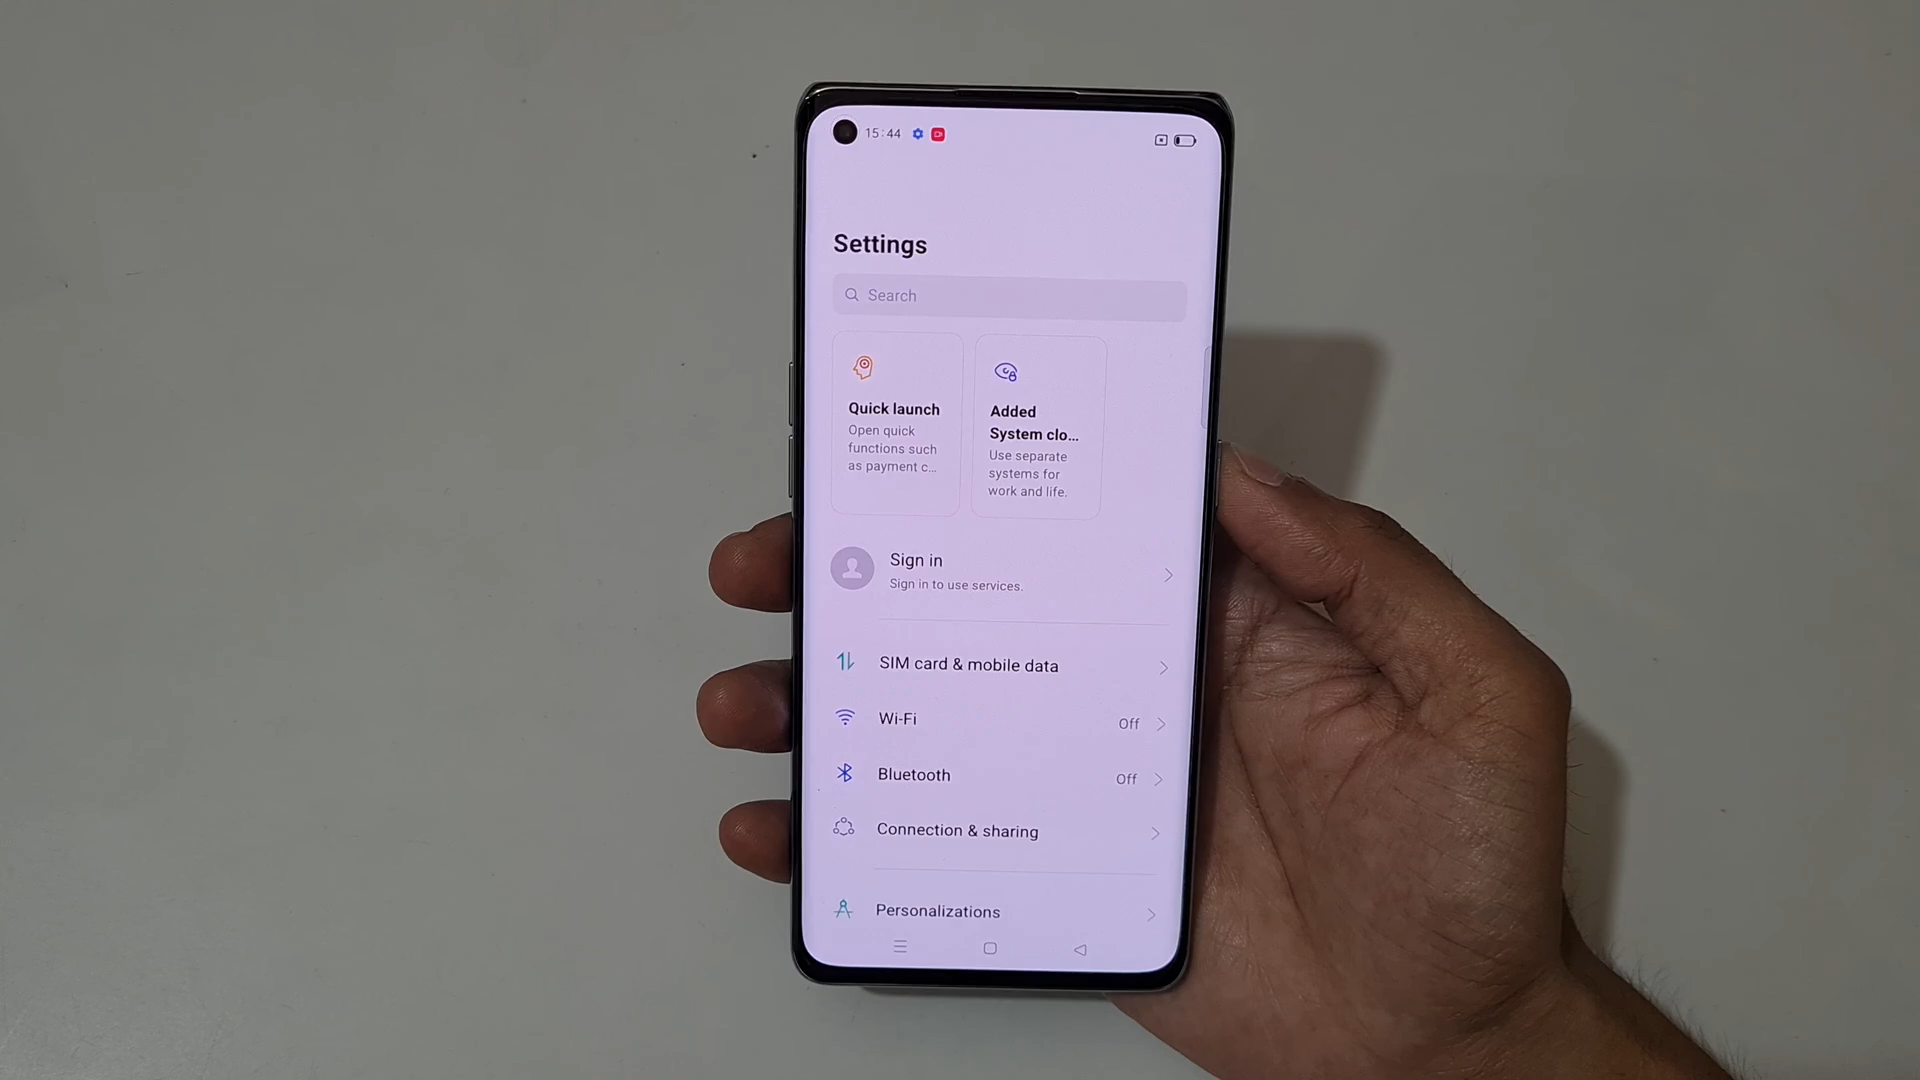 15:44
Settings
Search
Quick launch
Open quick
functions such
as payment c...
Added
System clo...
Use separate
systems for
work and life.
Sign in
Sign in to use services.
SIM card & mobile data
Wi-Fi Off
Bluetooth Off
Connection & sharing
Personalizations